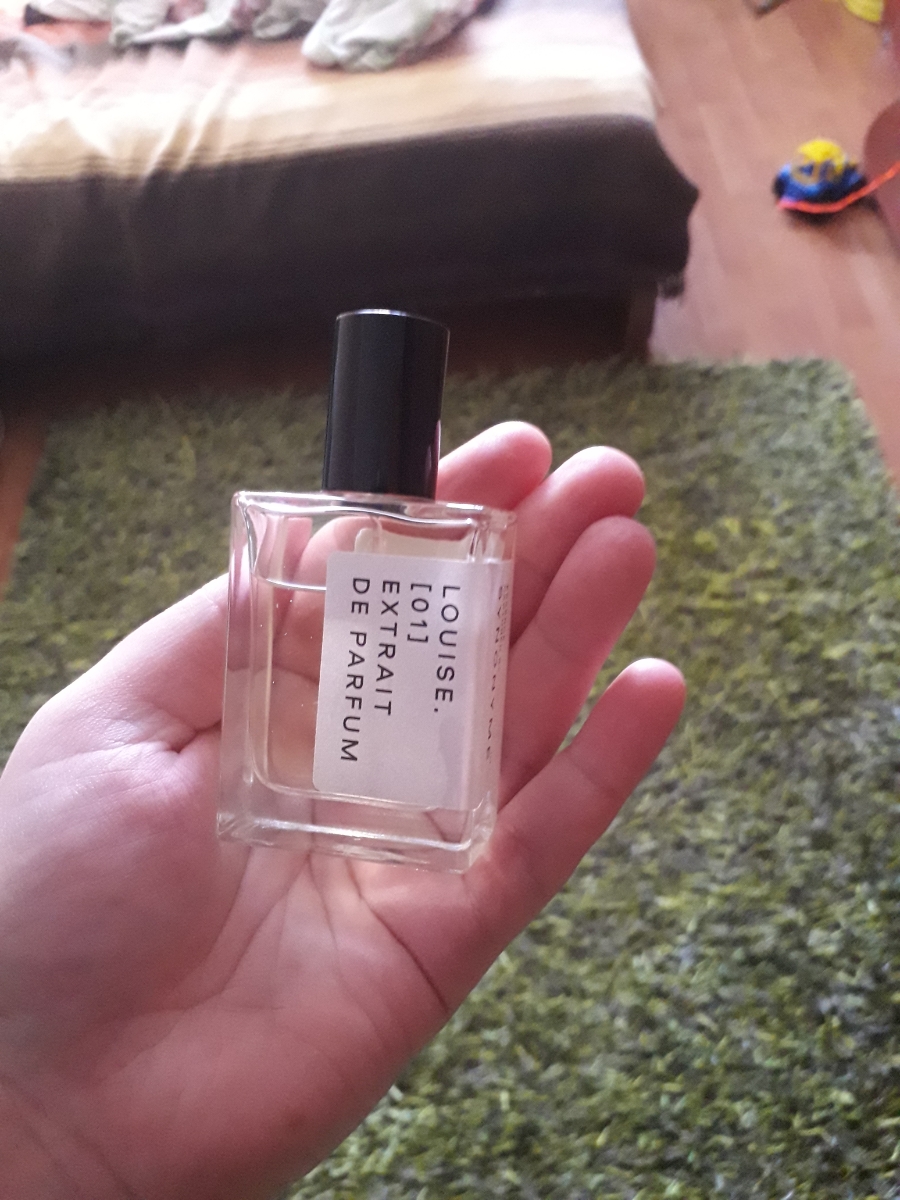 LOUISE.
[01]
EXTRAIT
DE PARFUM